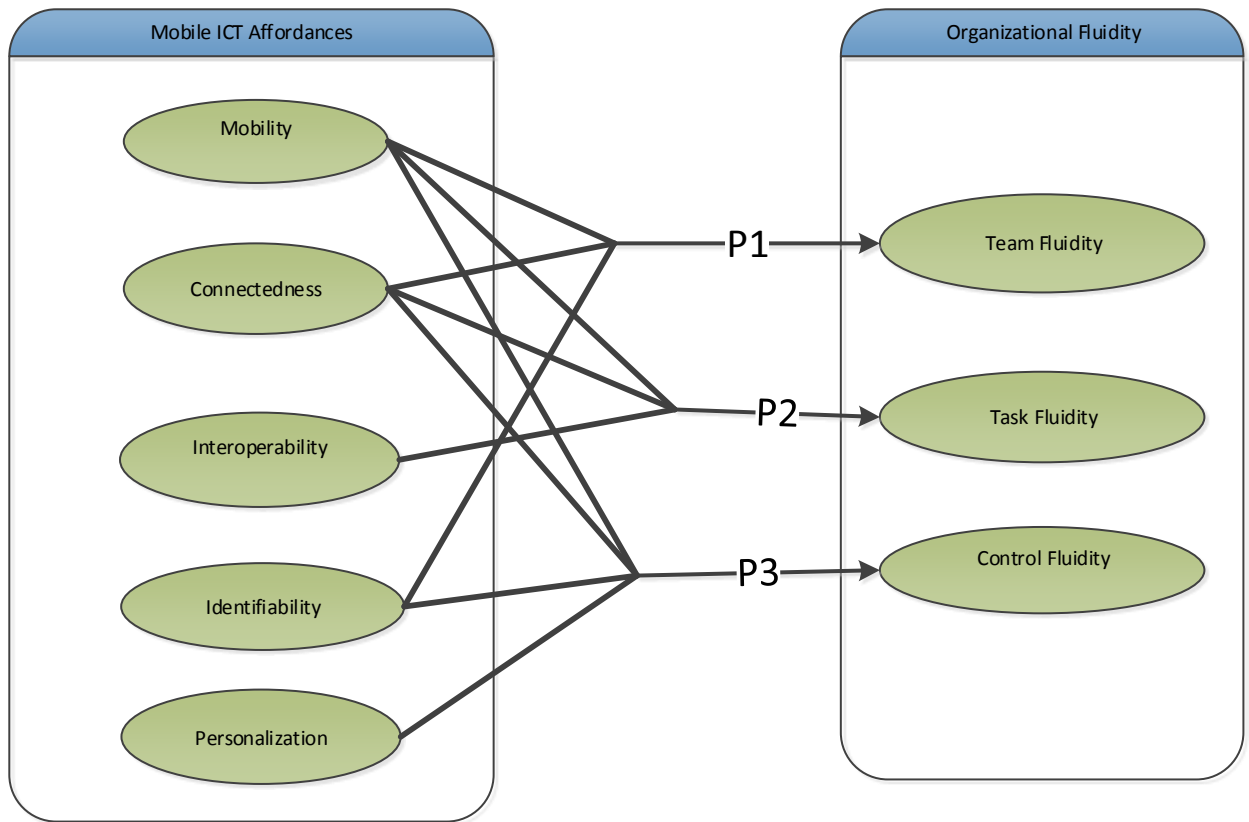 Mobile ICT Affordances
Mobility
Connectedness
Interoperability
Identifiability
Personalization
P1
P2
P3
Organizational Fluidity
Team Fluidity
Task Fluidity
Control Fluidity